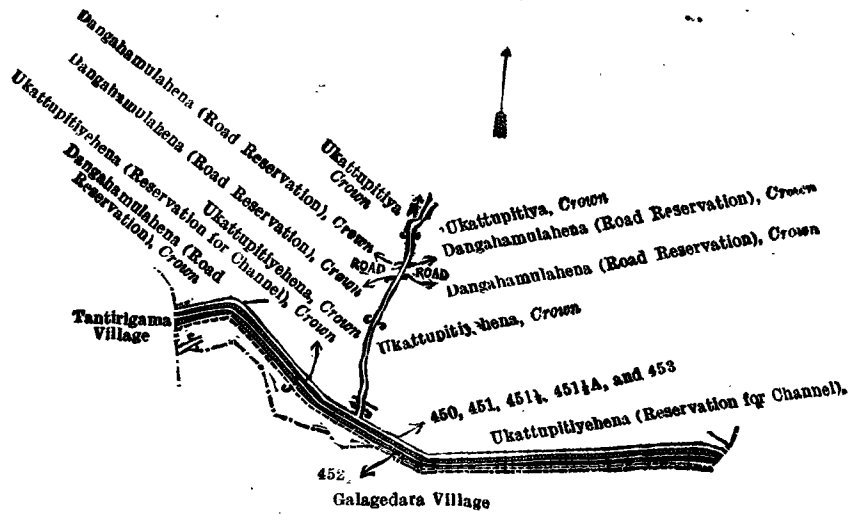 Dangahamulahena (Road Reservation), Crown
Dangahamulahena (Road Reservation), Crown
Ukattupitiyehena, Crown
Ukattupitiyehena (Reservation for Channel), Crown
Dangahamulahena (Road
Reservation), Crown
Ukattupitiya
Crown
Ukattupitiya, Crown
Dangahamulahena (Road Reservation), Crown
ROAD
ROAD
Dangahamulahena (Road Reservation), Crown
Ukattupitiyehena, Crown
Tantirigama
Village
450, 451, 451½, 451½A, and 453
Ukattupitiyehena (Reservation for Channel),
452
Galagedara Village